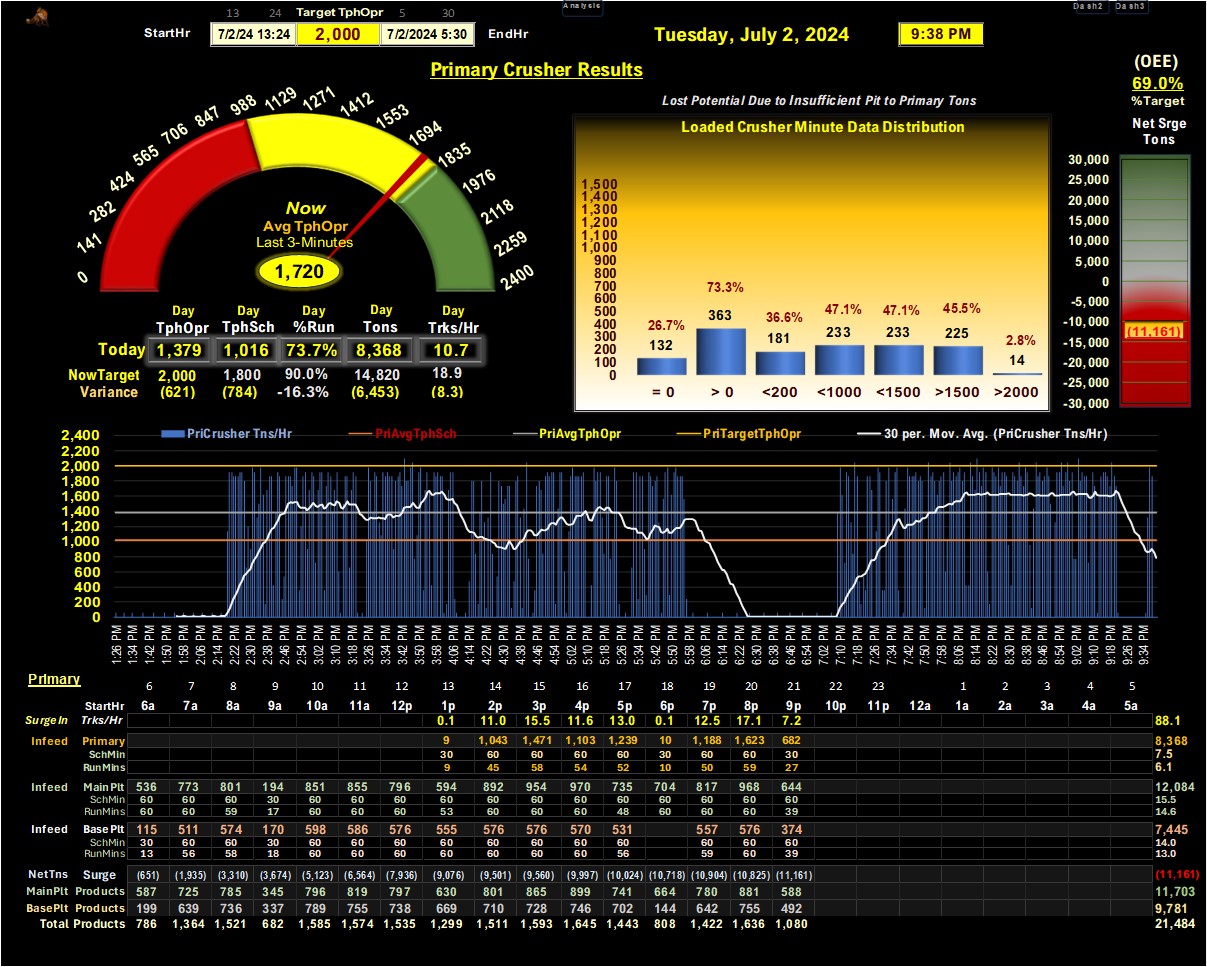 Analysis
Dash2 Dash3
13 24 Target TphOpr 5 30
StartHr 7/2/24 13:24 2,000 7/2/2024 5:30 EndHr Tuesday, July 2, 2024 9:38 PM
Primary Crusher Results
(OEE)
69.0%
%Target
Net Srge
Tons
Lost Potential Due to Insufficient Pit to Primary Tons
Loaded Crusher Minute Data Distribution
0 141 282 424 565 706 847 988 1129 1271 1412 1553 1694 1835 1976 2118 2259 2400
Now
Avg TphOpr
Last 3-Minutes
1,720
1,500
1,400
1,300
1,200
1,100
1,000
900
800
700
600
500
400
300
200
100
0
26.7% 73.3% 36.6% 47.1% 47.1% 45.5% 2.8%
132 363 181 233 233 225 14
= 0 > 0 <200 <1000 <1500 >1500 >2000
30,000
25,000
20,000
15,000
10,000
5,000
0
-5,000
-10,000
(11,161)
-15,000
-20,000
-25,000
-30,000
Day Day Day Day Day
TphOpr TphSch %Run Tons Trks/Hr
Today 1,379 1,016 73.7% 8,368 10.7
NowTarget 2,000 1,800 90.0% 14,820 18.9
Variance (621) (784) -16.3% (6,453) (8.3)
PriCrusher Tns/Hr PriAvgTphSch PriAvgTphOpr PriTargetTphOpr 30 per. Mov. Avg. (PriCrusher Tns/Hr)
2,400
2,200
2,000
1,800
1,600
1,400
1,200
1,000
800
600
400
200
0
1:26 PM 1:34 PM 1:42 PM 1:50 PM 1:58 PM 2:06 PM 2:14 PM 2:22 PM 2:30 PM 2:38 PM 2:46 PM 2:54 PM 3:02 PM 3:10 PM 3:18 PM 3:26 PM 3:34 PM 3:42 PM 3:50 PM 3:58 PM 4:06 PM 4:14 PM 4:22 PM 4:30 PM 4:38 PM 4:46 PM 4:54 PM 5:02 PM 5:10 PM 5:18 PM 5:26 PM 5:34 PM 5:42 PM 5:50 PM 5:58 PM 6:06 PM 6:14 PM 6:22 PM 6:30 PM 6:38 PM 6:46 PM 6:54 PM 7:02 PM 7:10 PM 7:18 PM 7:26 PM 7:34 PM 7:42 PM 7:50 PM 7:58 PM 8:06 PM 8:14 PM 8:22 PM 8:30 PM 8:38 PM 8:46 PM 8:54 PM 9:02 PM 9:10 PM 9:18 PM 9:26 PM 9:34 PM
Primary
6 7 8 9 10 11 12 13 14 15 16 17 18 19 20 21 22 23 1 2 3 4 5
StartHr 6a 7a 8a 9a 10a 11a 12p 1p 2p 3p 4p 5p 6p 7p 8p 9p 10p 11p 12a 1a 2a 3a 4a 5a
SurgeIn Trks/Hr 0.1 11.0 15.5 11.6 13.0 0.1 12.5 17.1 7.2 88.1
Infeed Primary 9 1,043 1,471 1,103 1,239 10 1,188 1,623 682 8,368
SchMin 30 60 60 60 60 30 60 60 30 7.5
RunMins 9 45 58 54 52 10 50 59 27 6.1
Infeed MainPlt 536 773 801 194 851 855 796 594 892 954 970 735 704 817 968 644 12,084
SchMin 60 60 60 30 60 60 60 60 60 60 60 60 60 60 60 60 15.5
RunMins 60 60 59 17 60 60 60 53 60 60 60 48 60 60 60 39 14.6
Infeed BasePlt 115 511 574 170 598 586 576 555 576 576 570 531 557 576 374 7,445
SchMin 30 60 60 30 60 60 60 60 60 60 60 60 60 60 60 14.0
RunMins 13 56 58 18 60 60 60 60 60 60 60 56 59 60 39 13.0
NetTns Surge (651) (1,935) (3,310) (3,674) (5,123) (6,564) (7,936) (9,076) (9,501) (9,560) (9,997) (10,024) (10,718) (10,904) (10,825) (11,161) (11,161)
MainPlt Products 587 725 785 345 796 819 797 630 801 865 899 741 664 780 881 588 11,703
BasePlt Products 199 639 736 337 789 755 738 669 710 728 746 702 144 642 755 492 9,781
Total Products 786 1,364 1,521 682 1,585 1,574 1,535 1,299 1,511 1,593 1,645 1,443 808 1,422 1,636 1,080 21,484